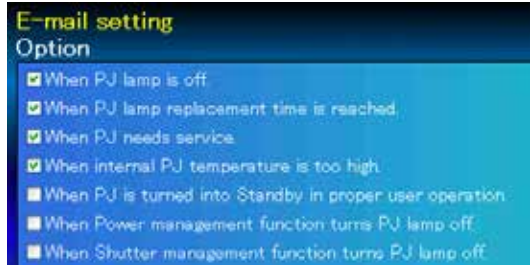 E-mail setting
Option
When PJ lamp is off.
When PJ lamp replacement time is reached.
When PJ needs service.
When internal PJ temperature is too high.
When PJ is turned into Standby in proper user operation.
When Power management function turns PJ lamp off.
When Shutter management function turns PJ lamp off.